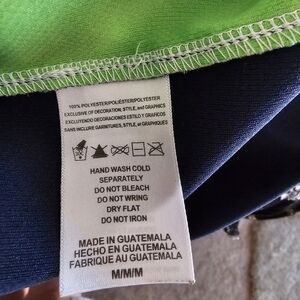 100% POLYESTER/POLIÉSTER/POLYESTER
EXCLUSIVE OF DECORATION, STYLE, and GRAPHICS
EXCLUYENDO DECORACIONES ESTILO Y GRAFICOS
SANS INCLURE GARNITURES, STYLE, et GRAPHIQUES
HAND WASH COLD
SEPARATELY
DO NOT BLEACH
DO NOT WRING
DRY FLAT
DO NOT IRON
MADE IN GUATEMALA
HECHO EN GUATEMALA
FABRIQUE AU GUATEMALA
M/M/M